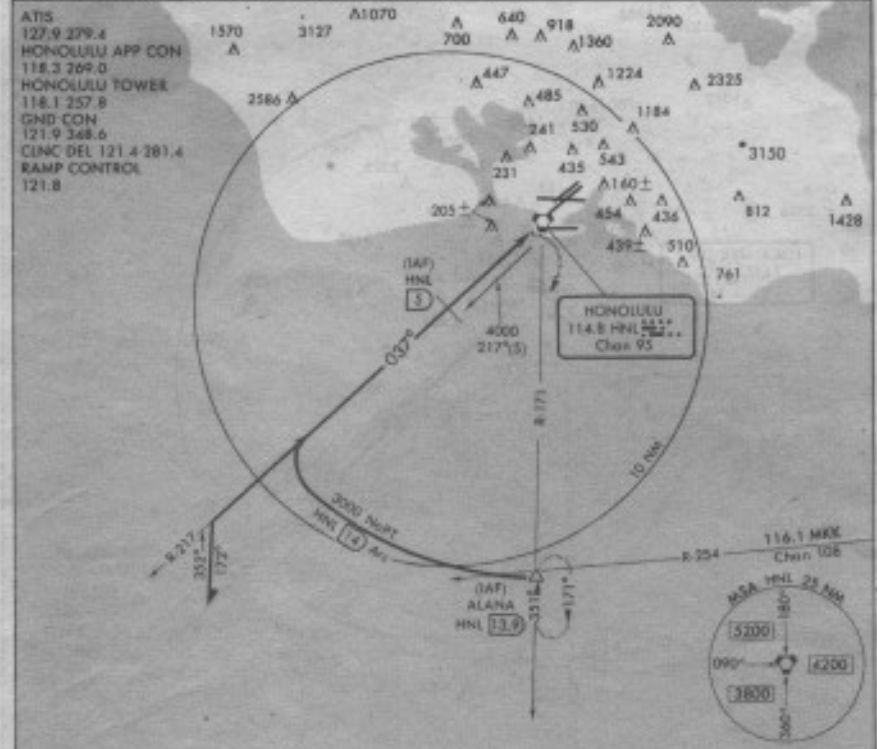 ATIS
127.9 279.4
HONOLULU APP CON
118.3 269.0
HONOLULU TOWER
118.1 257.8
GND CON
121.9 348.6
CLNC DEL 121.4 281.4
RAMP CONTROL
121.8
1570
3127
1070
700
640
918
1360
2090
2586
447
485
1224
2325
530
1184
241
231
435
543
3150
205±
160±
454
436
812
1428
439±
510
761
(IAF)
HNL
5
4000
217°(5)
HONOLULU
114.8 HNL
Chan 95
037°
R-171
10 NM
3000 NoPT
HNL 14 Arc
R-217
352°
172°
116.1 MKK
R-254
Chan 108
(IAF)
ALANA
HNL 13.9
351°
171°
MSA HNL 25 NM
180°
5200
090°
4200
3800
360°